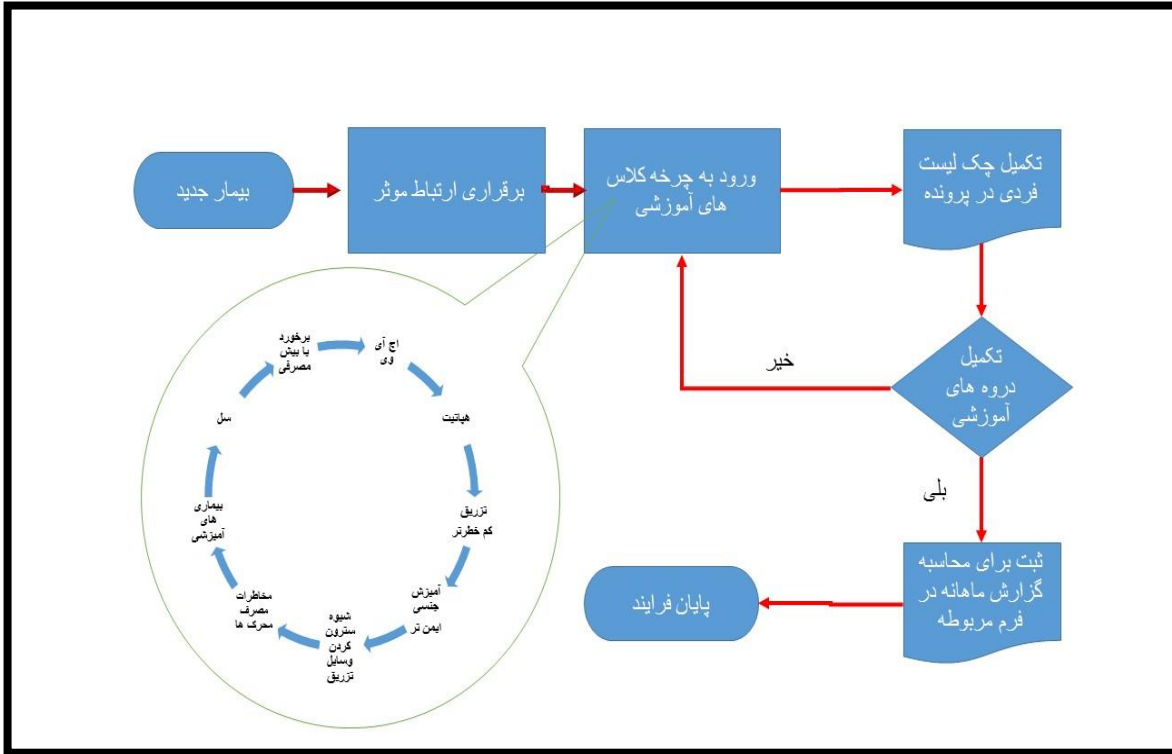 بیمار جدید
برقراری ارتباط موثر
ورود به چرخه کلاس
های آموزشی
تکمیل چک لیست
فردی در پرونده
تکمیل
دروه های
آموزشی
خیر
بلی
ثبت برای محاسبه
گزارش ماهانه در
فرم مربوطه
پایان فرایند
اچ آی
وی
هپاتیت
تزریق
کم خطرتر
آمیزش
جنسی
ایمن تر
شیوه
سترون
کردن
وسایل
تزریق
مخاطرات
مصرف
محرک ها
بیماری
های
آمیزشی
سل
برخورد
با بیش
مصرفی